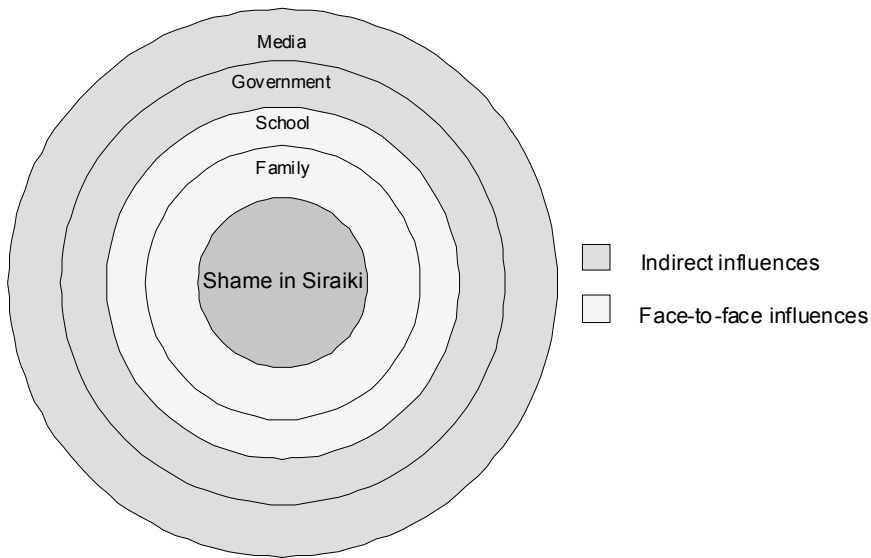 Media
Government
School
Family
Shame in Siraiki
Indirect influences
Face-to-face influences